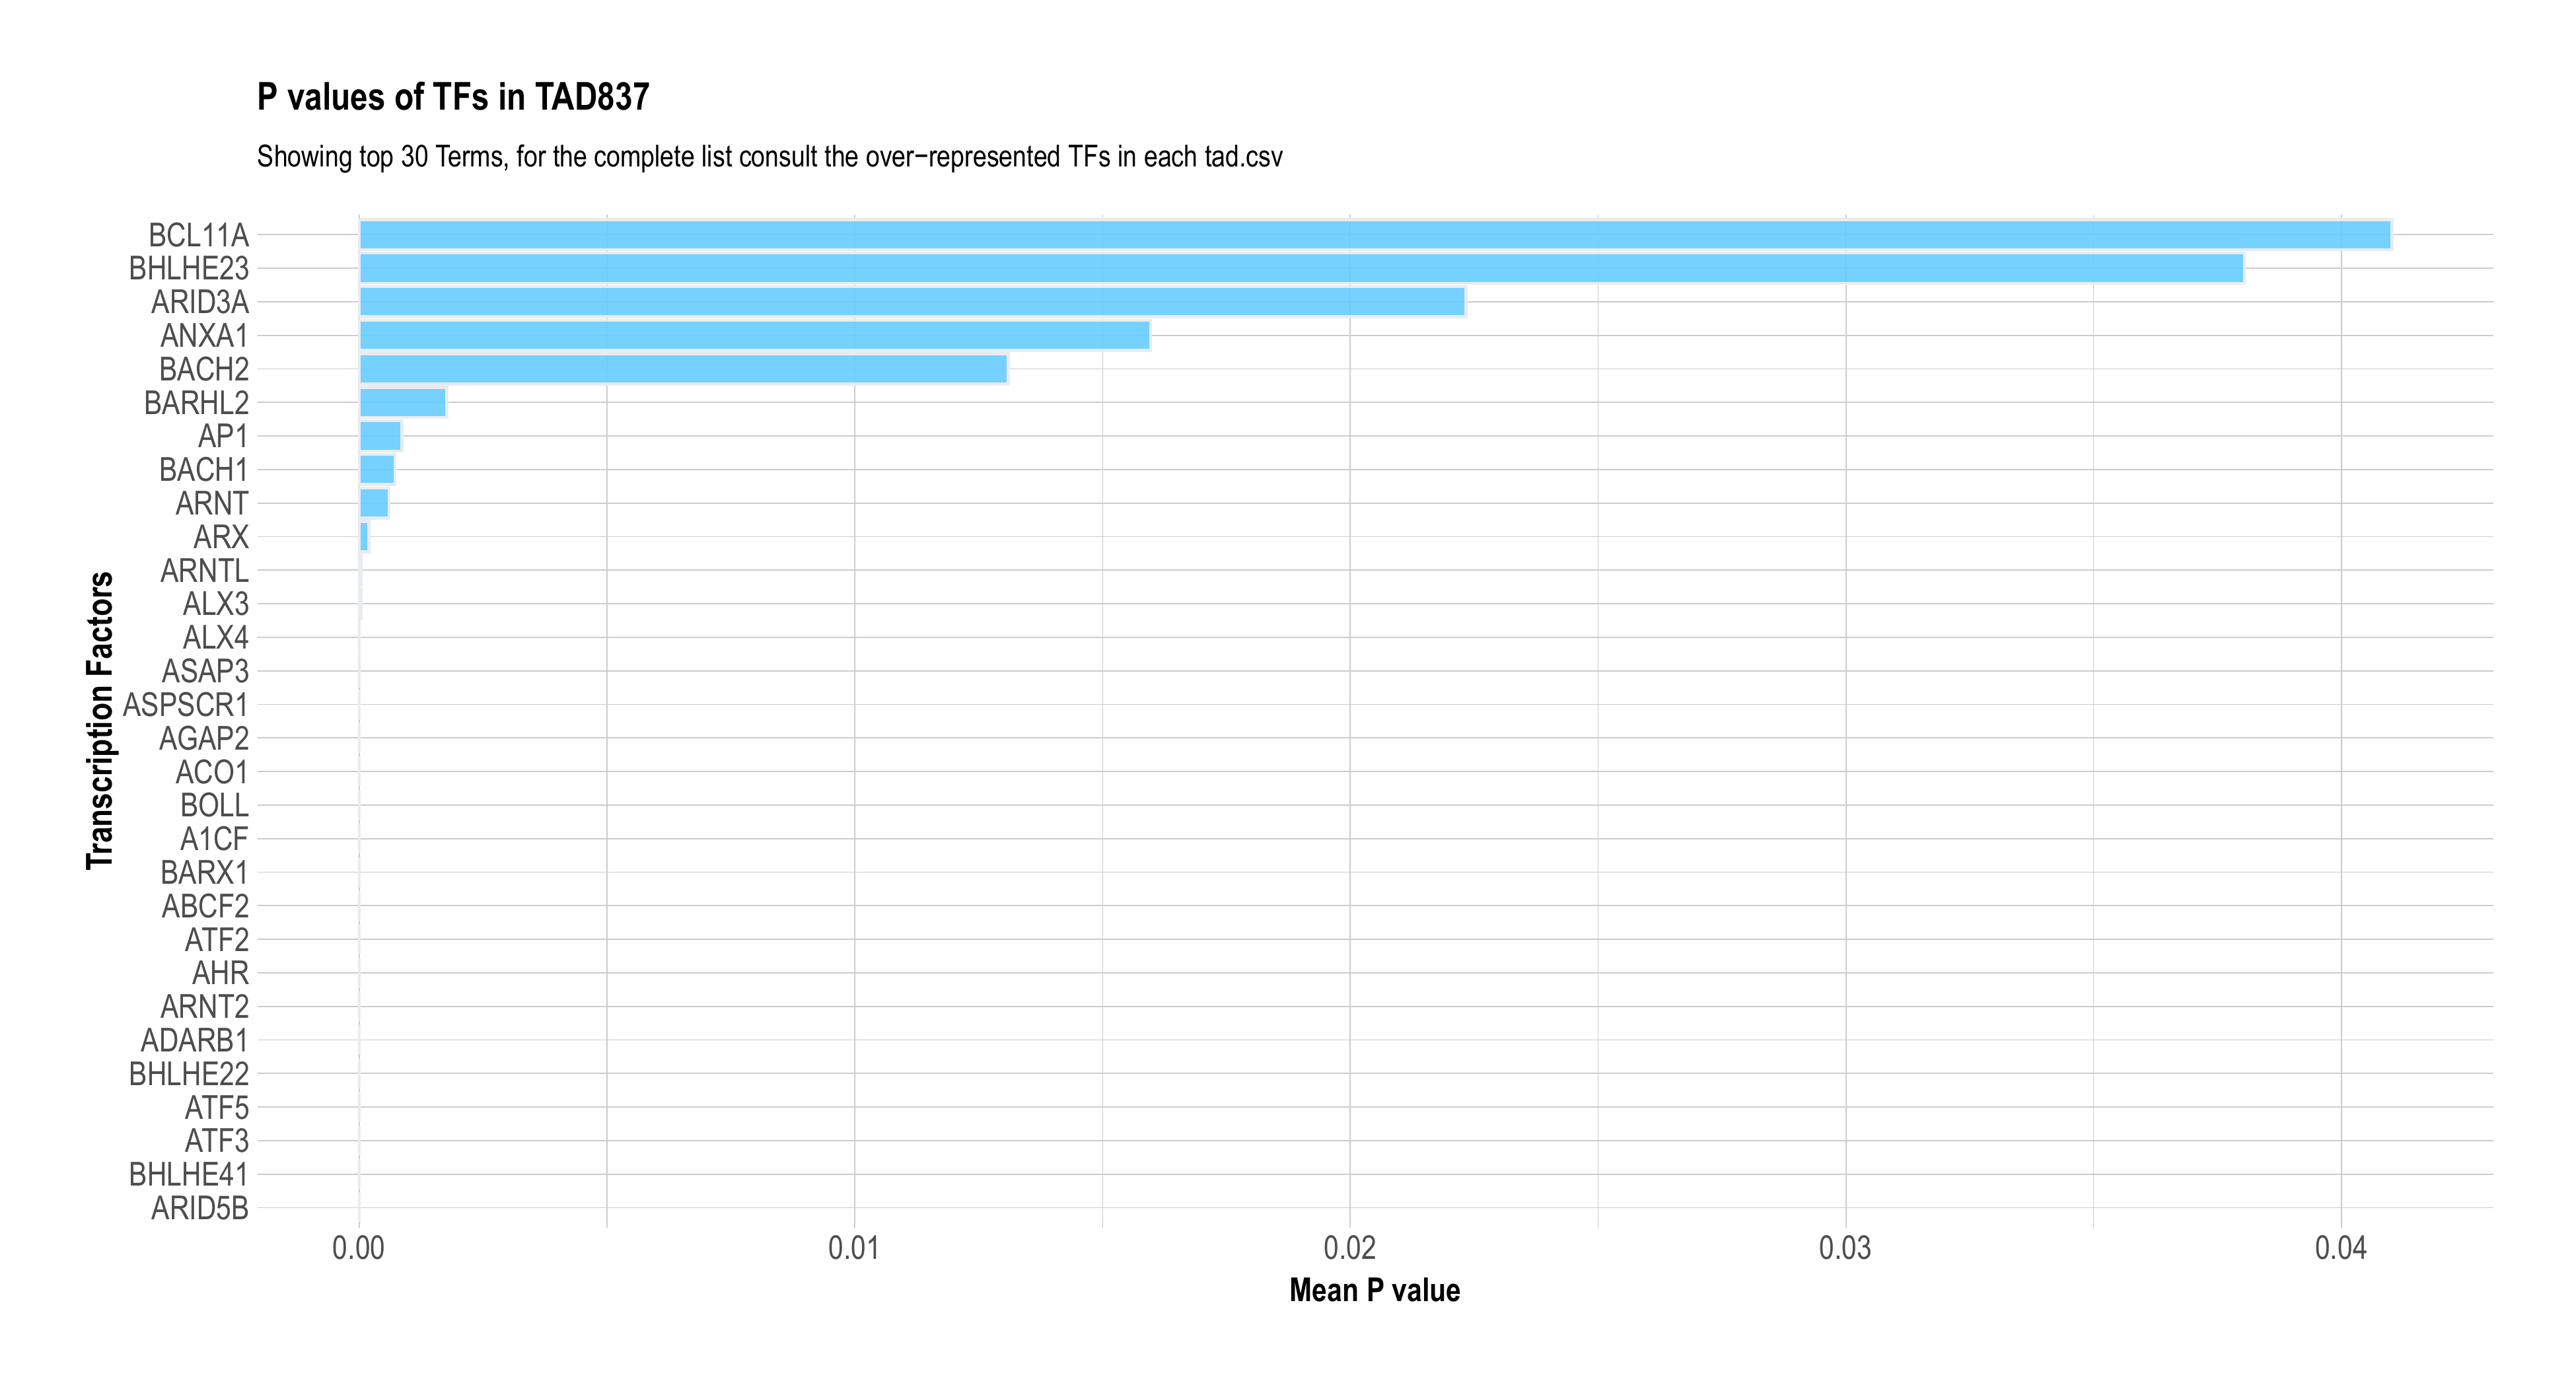 P values of TFs in TAD837
Showing top 30 Terms, for the complete list consult the over−represented TFs in each tad.csv
Transcription Factors
BCL11A
BHLHE23
ARID3A
ANXA1
BACH2
BARHL2
AP1
BACH1
ARNT
ARX
ARNTL
ALX3
ALX4
ASAP3
ASPSCR1
AGAP2
ACO1
BOLL
A1CF
BARX1
ABCF2
ATF2
AHR
ARNT2
ADARB1
BHLHE22
ATF5
ATF3
BHLHE41
ARID5B
0.00 0.01 0.02 0.03 0.04
Mean P value